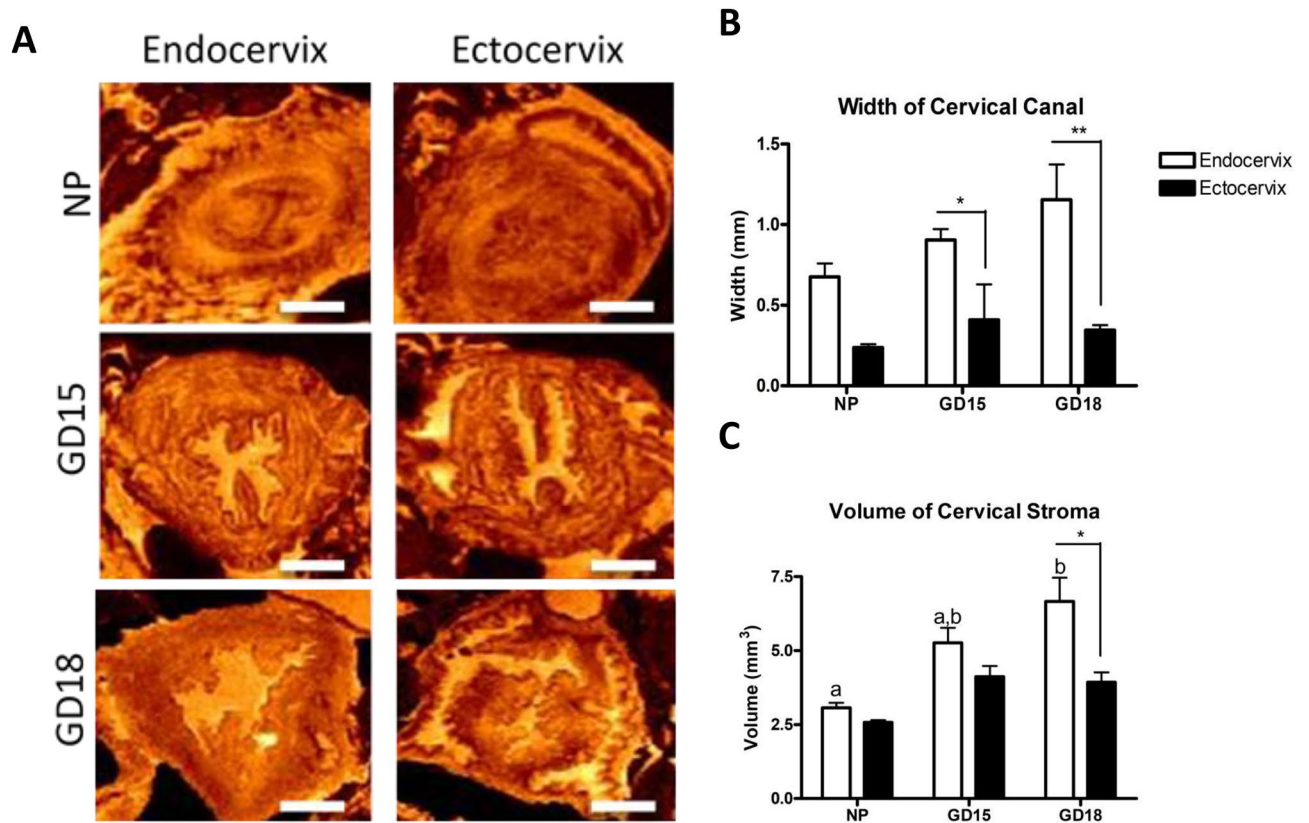 A
Endocervix
Ectocervix
NP
GD15
GD18
B
Width of Cervical Canal
Width (mm)
1.5
1.0
0.5
0.0
*
**
NP
GD15
GD18
Endocervix
Ectocervix
C
Volume of Cervical Stroma
Volume (mm³)
7.5
5.0
2.5
0.0
a
a,b
b
*
NP
GD15
GD18